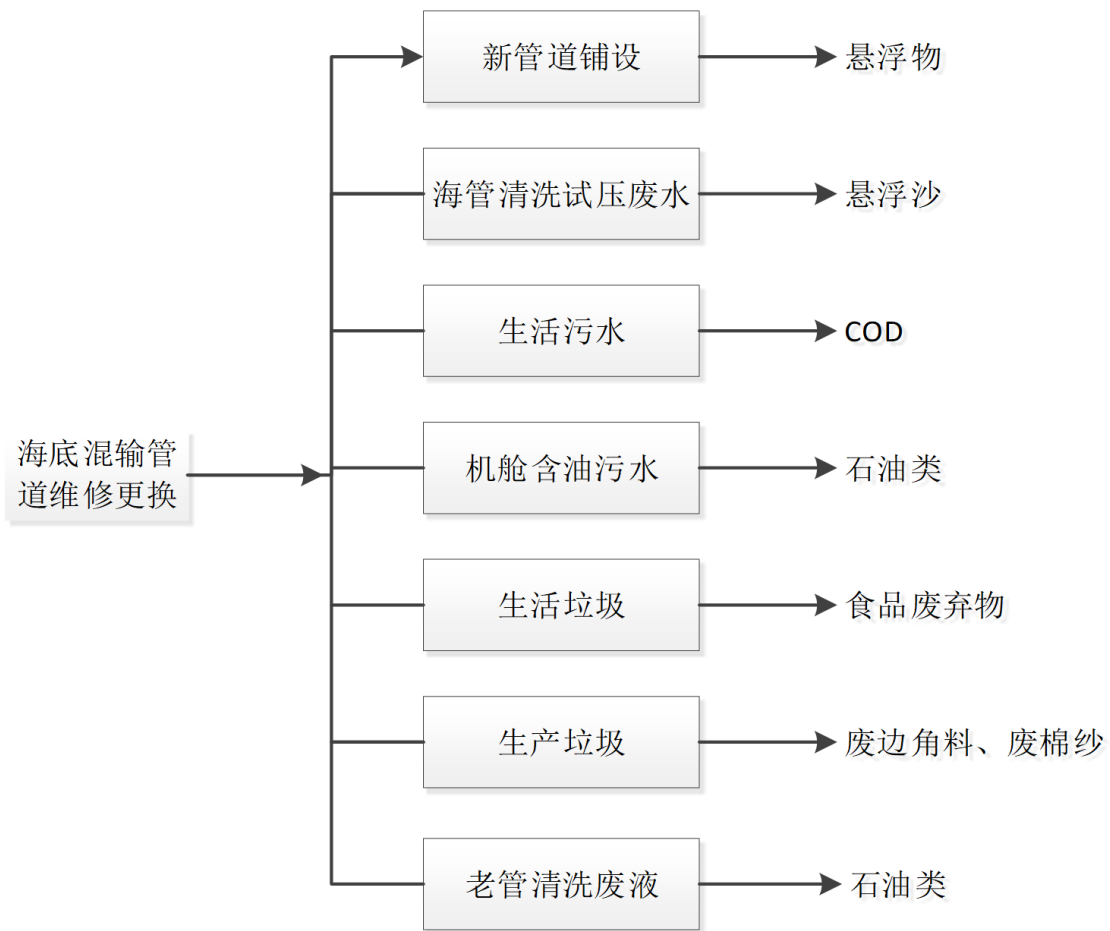 新管道铺设
悬浮物
海管清洗试压废水
悬浮沙
生活污水
COD
海底混输管
道维修更换
机舱含油污水
石油类
生活垃圾
食品废弃物
生产垃圾
废边角料、废棉纱
老管清洗废液
石油类